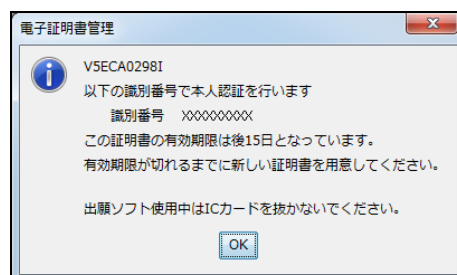 電子証明書管理
V5ECA0298I
以下の識別番号で本人認証を行います
識別番号 XXXXXXXXX
この証明書の有効期限は後15日となっています。
有効期限が切れるまでに新しい証明書を用意してください。
出願ソフト使用中はICカードを抜かないでください。
OK